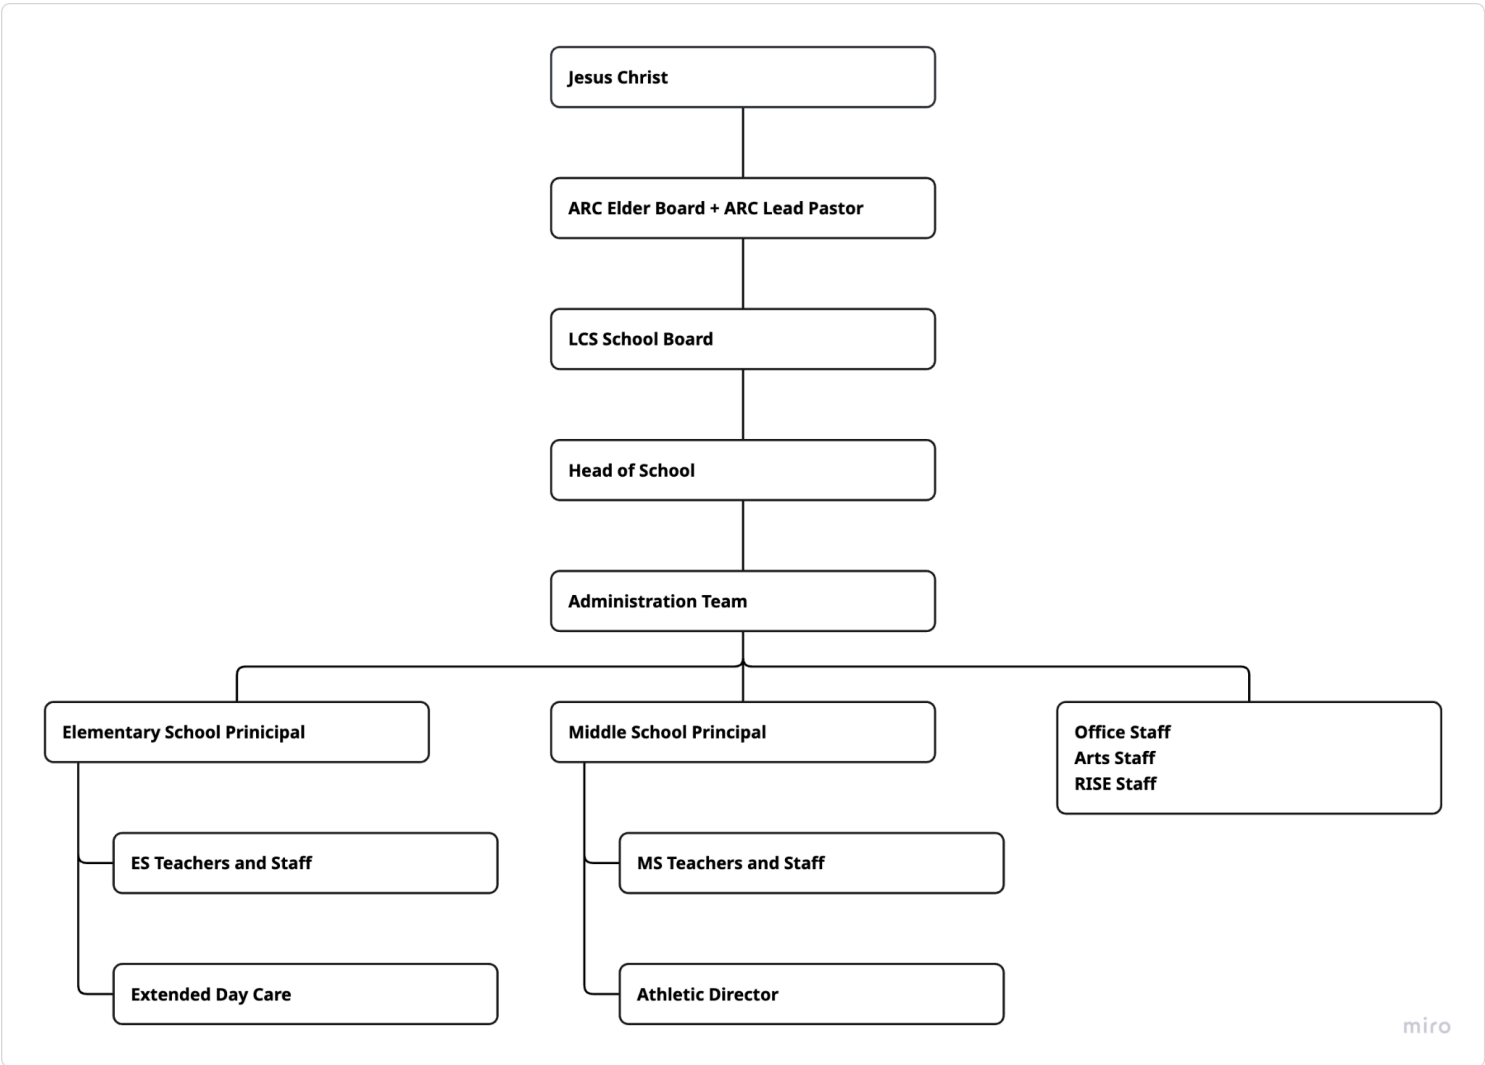 Jesus Christ
ARC Elder Board + ARC Lead Pastor
LCS School Board
Head of School
Administration Team
Elementary School Prinicipal
Middle School Principal
Office Staff
Arts Staff
RISE Staff
ES Teachers and Staff
MS Teachers and Staff
Extended Day Care
Athletic Director
miro